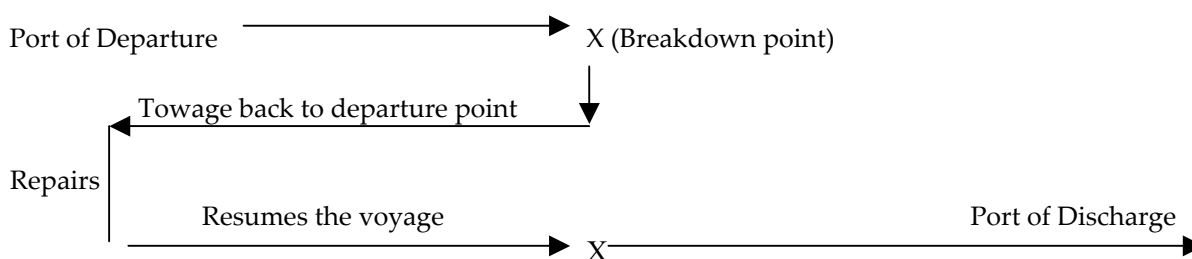 Port of Departure X (Breakdown point)
Towage back to departure point
Repairs
Resumes the voyage Port of Discharge
X